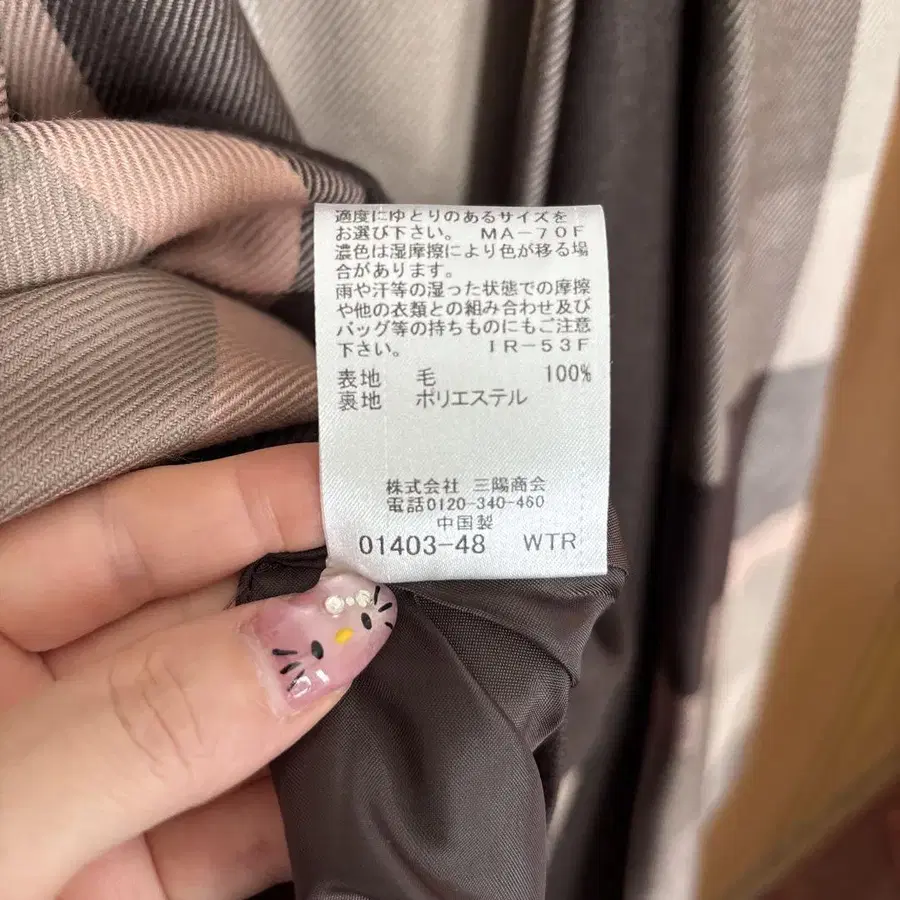 適度にゆとりのあるサイズを
お選び下さい。 MA-70F
濃色は湿摩擦により色が移る場
合があります。
雨や汗等の湿った状態での摩擦
や他の衣類との組み合わせ及び
バッグ等の持ちものにもご注意
下さい。 IR-53F
表地 毛 100%
裏地 ポリエステル
株式会社 三陽商会
電話0120-340-460
中国製
01403-48 WTR